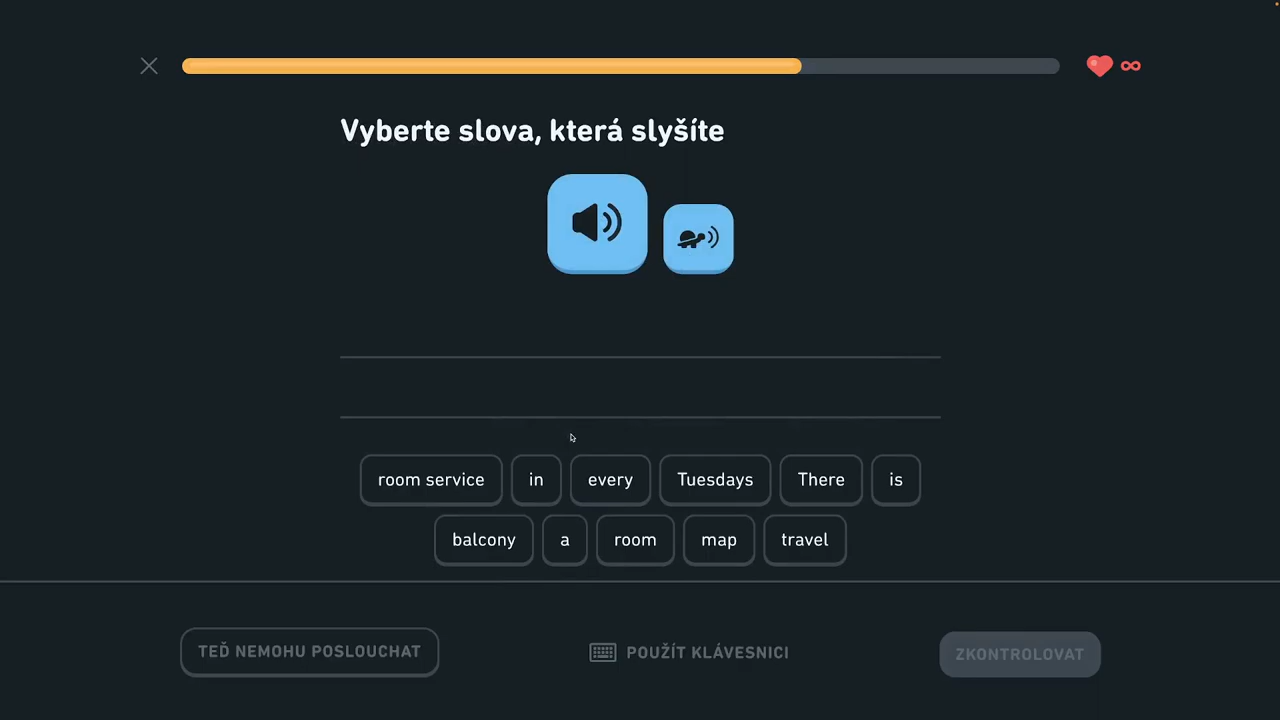 Vyberte slova, která slyšíte
room service in every Tuesdays There is
balcony a room map travel
TEĎ NEMOHU POSLOUCHAT POUŽÍT KLÁVESNICI ZKONTROLOVAT